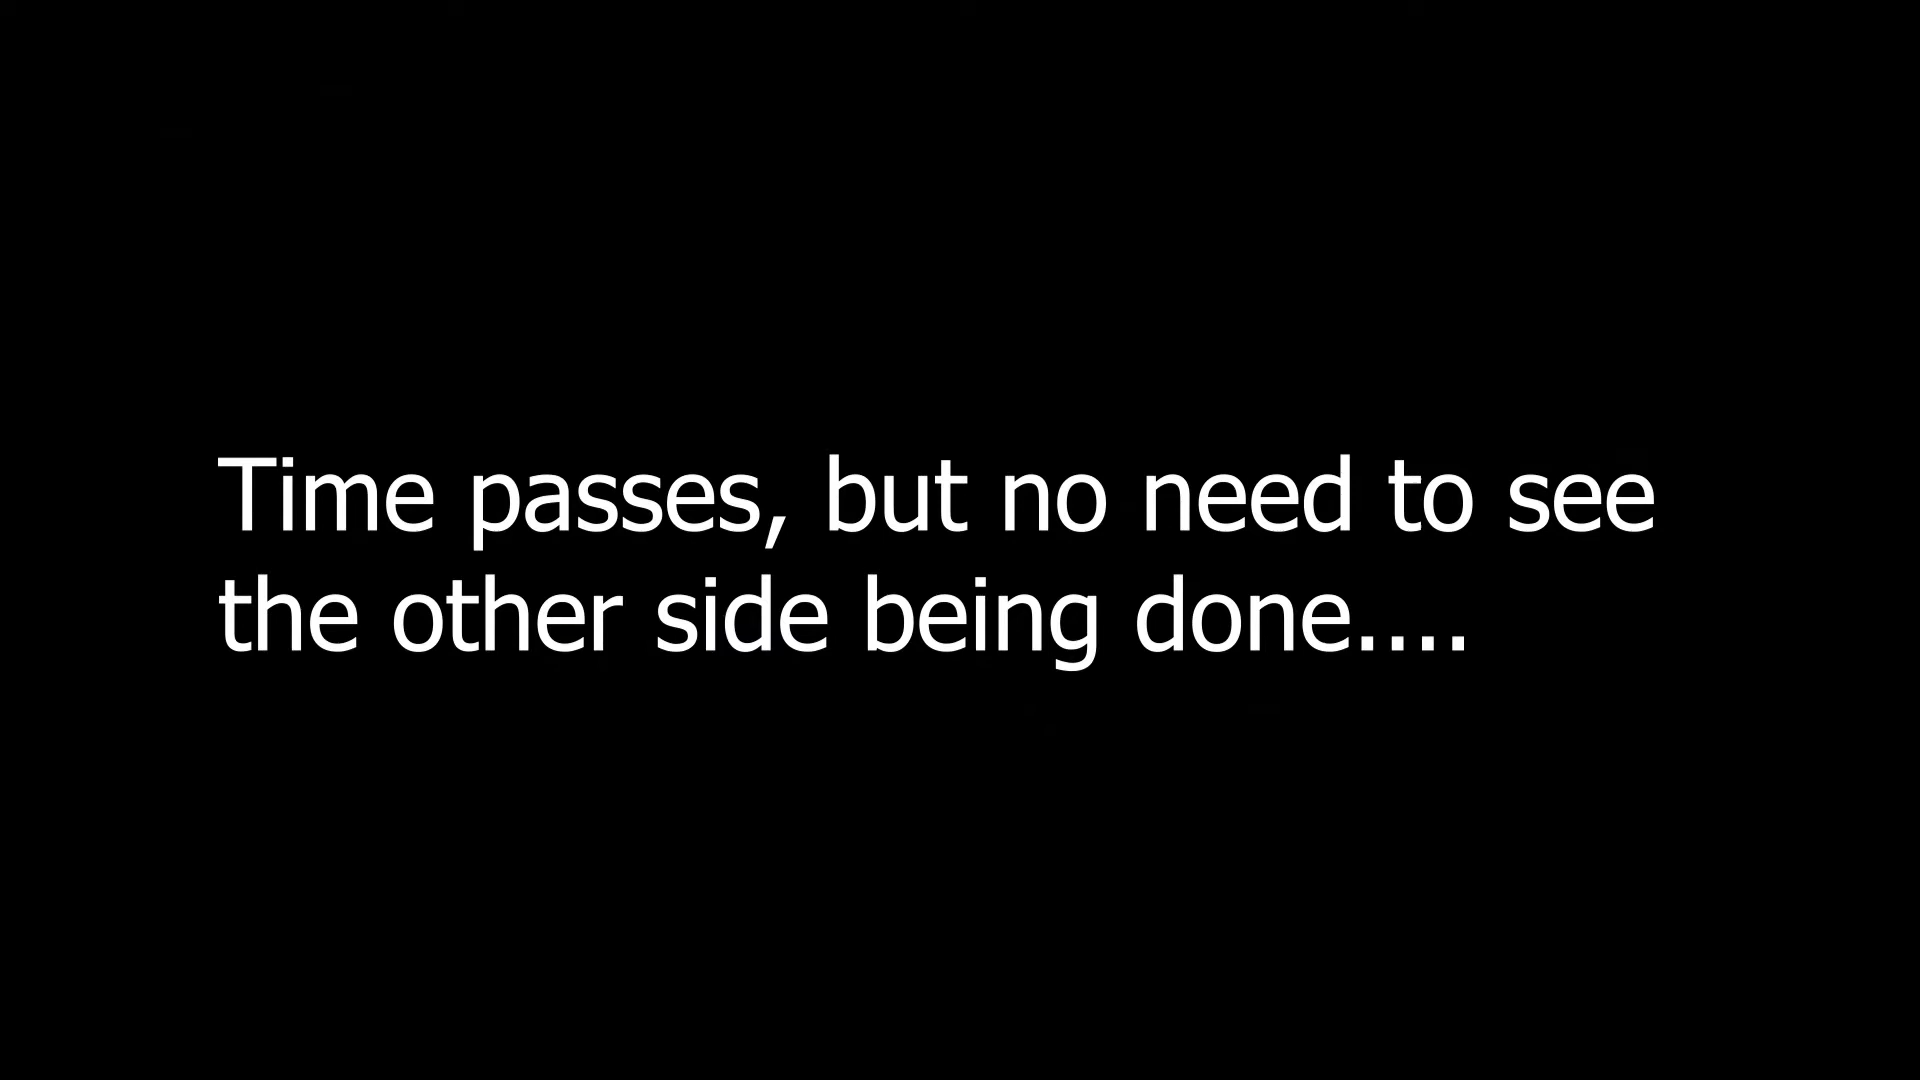 Time passes, but no need to see
the other side being done....